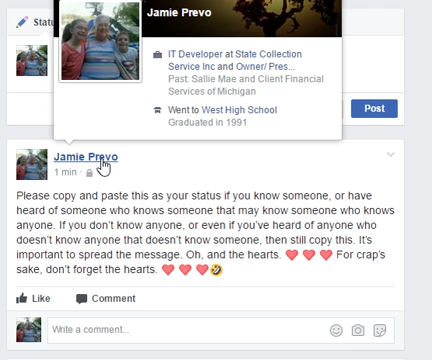 Jamie Prevo
Statu
IT Developer at State Collection
Service Inc and Owner/ Pres...
Past: Sallie Mae and Client Financial
Services of Michigan
Went to West High School
Graduated in 1991
Post
Jamie Prevo
1 min ·
Please copy and paste this as your status if you know someone, or have
heard of someone who knows someone that may know someone who knows
anyone. If you don't know anyone, or even if you've heard of anyone who
doesn't know anyone that doesn't know someone, then still copy this. It's
important to spread the message. Oh, and the hearts. ❤️ ❤️ ❤️ For crap's
sake, don't forget the hearts. ❤️ ❤️ ❤️🤣
Like Comment
Write a comment...